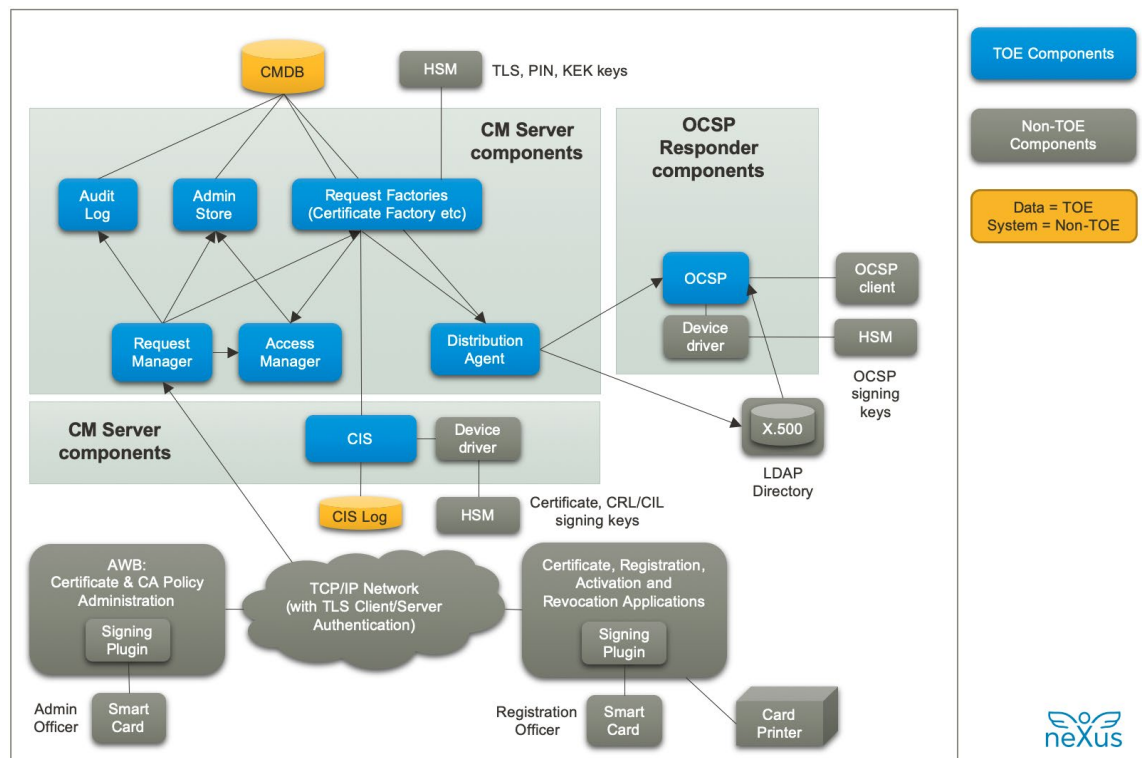 CMDB
HSM
TLS, PIN, KEK keys
TOE Components
Non-TOE
Components
Data = TOE
System = Non-TOE
CM Server
components
OCSP
Responder
components
Audit
Log
Admin
Store
Request Factories
(Certificate Factory etc)
OCSP
OCSP
client
Device
driver
HSM
OCSP
signing
keys
Request
Manager
Access
Manager
Distribution
Agent
X.500
LDAP
Directory
CM Server
components
CIS
Device
driver
CIS Log
HSM
Certificate, CRL/CIL
signing keys
AWB:
Certificate & CA Policy
Administration
Signing
Plugin
Admin
Officer
Smart
Card
TCP/IP Network
(with TLS Client/Server
Authentication)
Certificate, Registration,
Activation and
Revocation Applications
Signing
Plugin
Registration
Officer
Smart
Card
Card
Printer
neXus